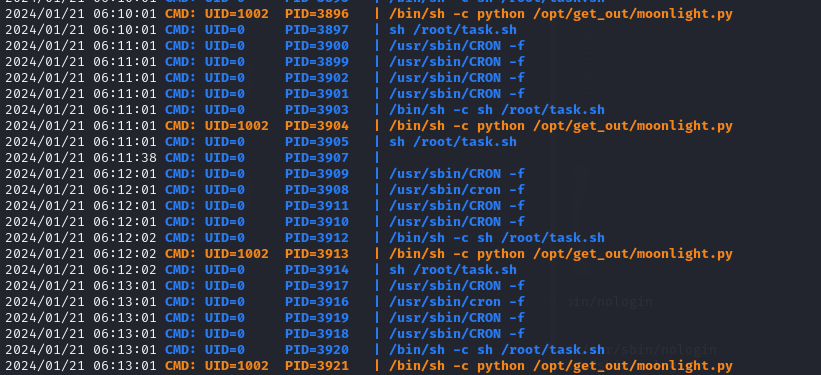 2024/01/21 06:10:01 CMD: UID=1002 PID=3896 | /bin/sh -c python /opt/get_out/moonlight.py
2024/01/21 06:10:01 CMD: UID=0 PID=3897 | sh /root/task.sh
2024/01/21 06:11:01 CMD: UID=0 PID=3900 | /usr/sbin/CRON -f
2024/01/21 06:11:01 CMD: UID=0 PID=3899 | /usr/sbin/CRON -f
2024/01/21 06:11:01 CMD: UID=0 PID=3902 | /usr/sbin/CRON -f
2024/01/21 06:11:01 CMD: UID=0 PID=3901 | /usr/sbin/CRON -f
2024/01/21 06:11:01 CMD: UID=0 PID=3903 | /bin/sh -c sh /root/task.sh
2024/01/21 06:11:01 CMD: UID=1002 PID=3904 | /bin/sh -c python /opt/get_out/moonlight.py
2024/01/21 06:11:01 CMD: UID=0 PID=3905 | sh /root/task.sh
2024/01/21 06:11:38 CMD: UID=0 PID=3907 |
2024/01/21 06:12:01 CMD: UID=0 PID=3909 | /usr/sbin/CRON -f
2024/01/21 06:12:01 CMD: UID=0 PID=3908 | /usr/sbin/cron -f
2024/01/21 06:12:01 CMD: UID=0 PID=3911 | /usr/sbin/CRON -f
2024/01/21 06:12:01 CMD: UID=0 PID=3910 | /usr/sbin/CRON -f
2024/01/21 06:12:02 CMD: UID=0 PID=3912 | /bin/sh -c sh /root/task.sh
2024/01/21 06:12:02 CMD: UID=1002 PID=3913 | /bin/sh -c python /opt/get_out/moonlight.py
2024/01/21 06:12:02 CMD: UID=0 PID=3914 | sh /root/task.sh
2024/01/21 06:13:01 CMD: UID=0 PID=3917 | /usr/sbin/CRON -f
2024/01/21 06:13:01 CMD: UID=0 PID=3916 | /usr/sbin/cron -f
2024/01/21 06:13:01 CMD: UID=0 PID=3919 | /usr/sbin/CRON -f
2024/01/21 06:13:01 CMD: UID=0 PID=3918 | /usr/sbin/CRON -f
2024/01/21 06:13:01 CMD: UID=0 PID=3920 | /bin/sh -c sh /root/task.sh
2024/01/21 06:13:01 CMD: UID=1002 PID=3921 | /bin/sh -c python /opt/get_out/moonlight.py